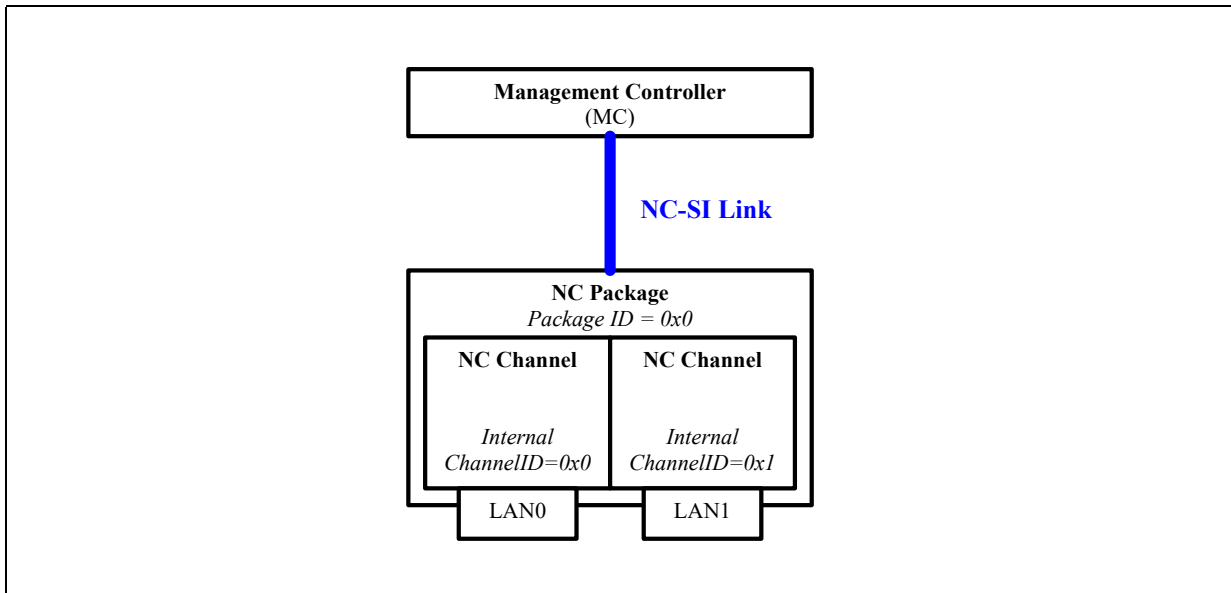 Management Controller
(MC)
NC-SI Link
NC Package
Package ID = 0x0
NC Channel
Internal
ChannelID=0x0
NC Channel
Internal
ChannelID=0x1
LAN0
LAN1